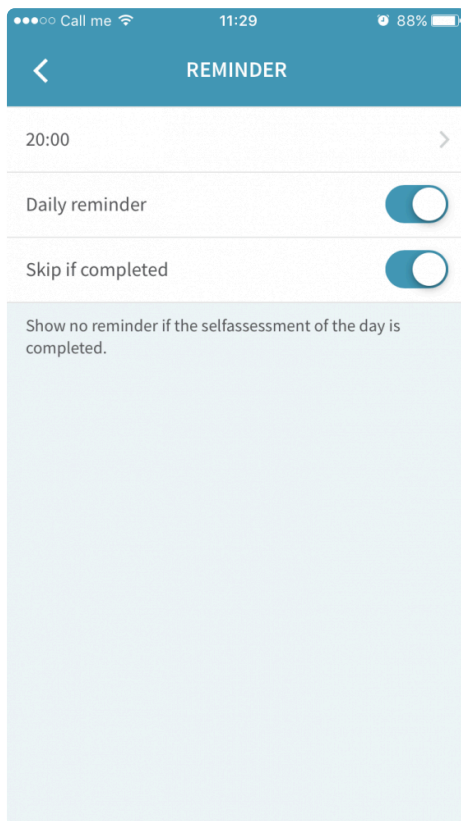 Call me 11:29 88%
REMINDER
20:00
Daily reminder
Skip if completed
Show no reminder if the selfassessment of the day is
completed.